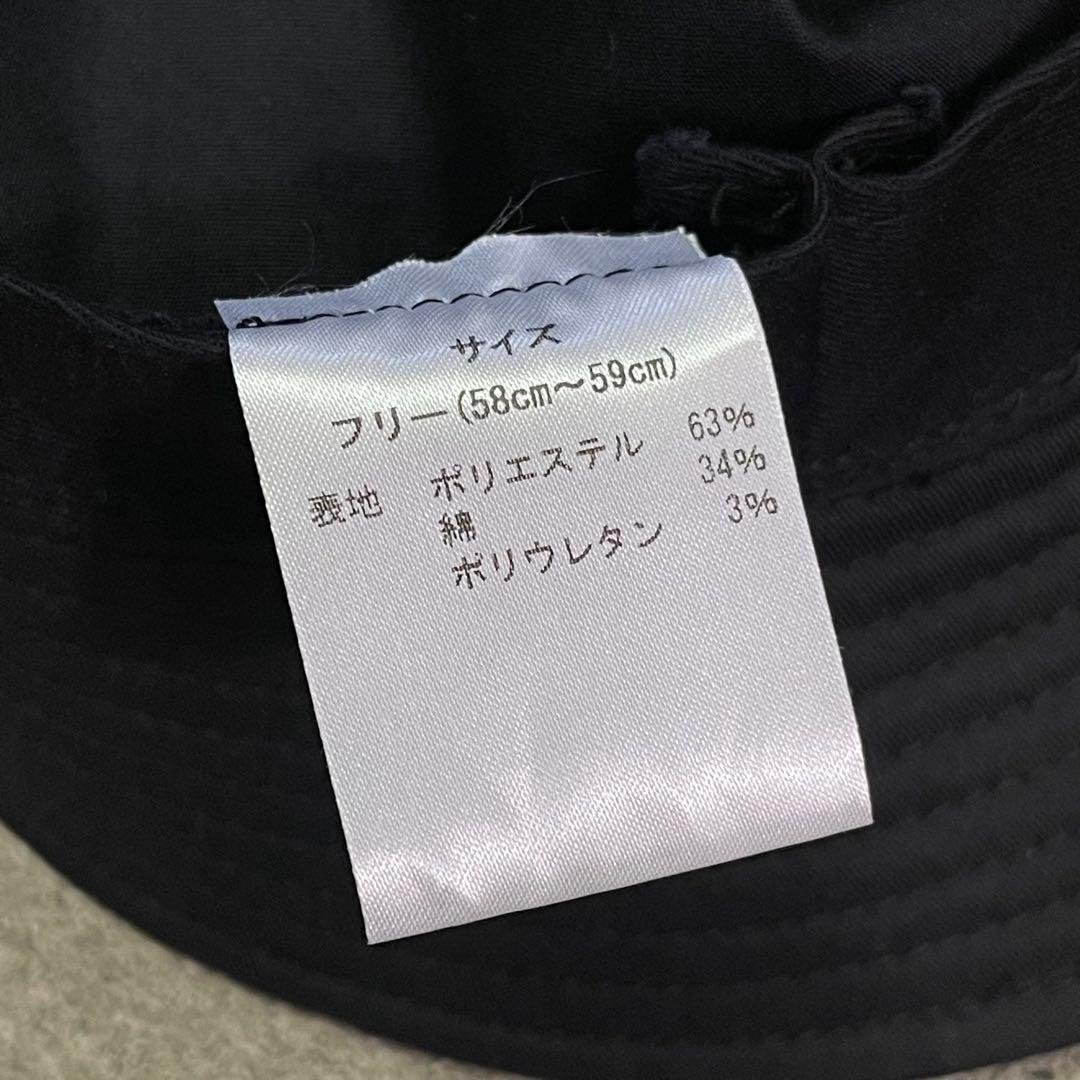 サイズ
フリー(58cm～59cm)
表地 ポリエステル 63%
綿 34%
ポリウレタン 3%